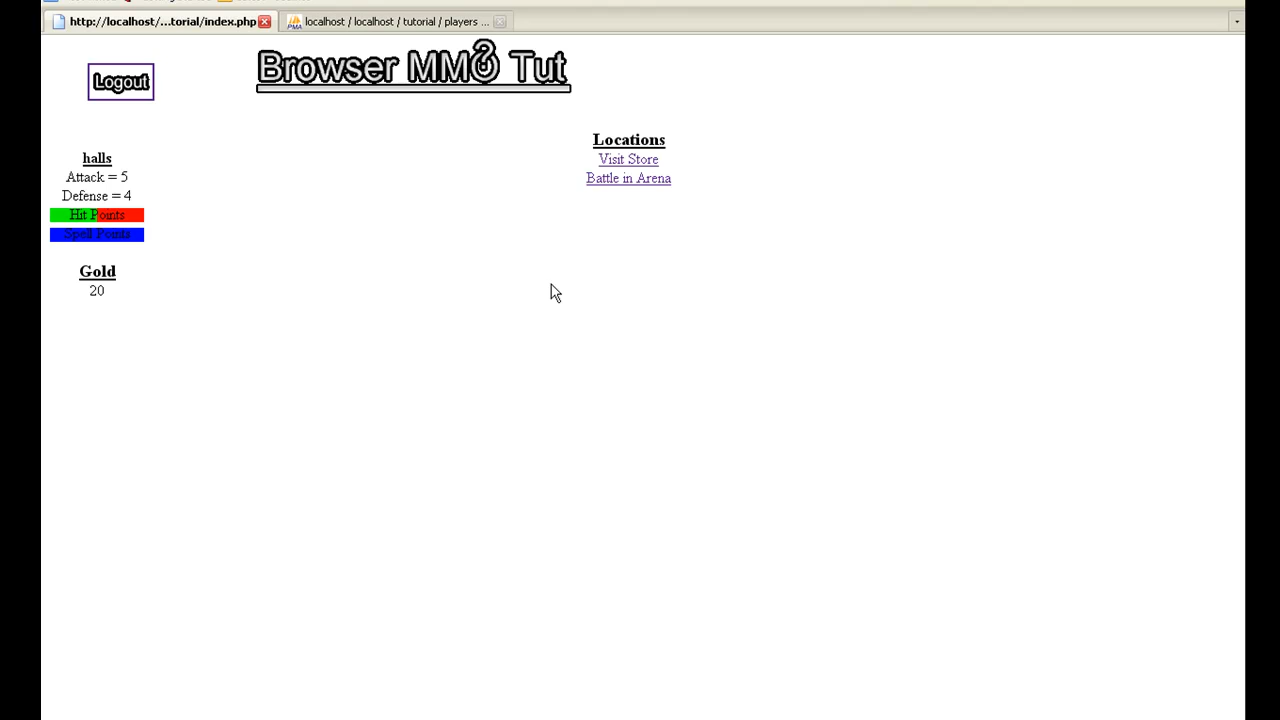 http://localhost/...torial/index.php
localhost / localhost / tutorial / players ...
Logout
Browser MMO Tut
halls
Attack = 5
Defense = 4
Hit Points
Spell Points
Gold
20
Locations
Visit Store
Battle in Arena